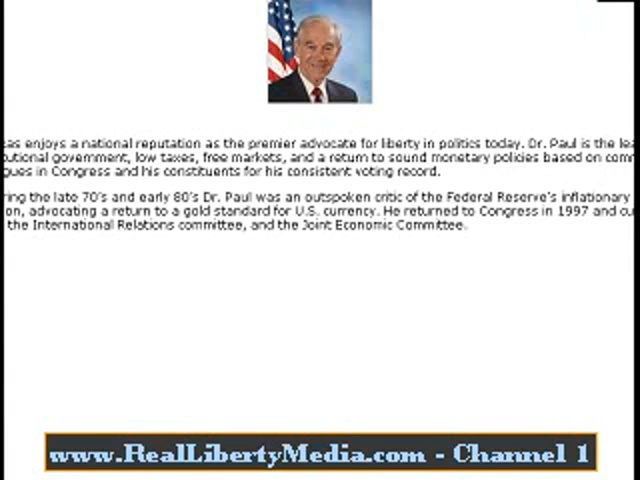 as enjoys a national reputation as the premier advocate for liberty in politics today. Dr. Paul is the lea
utional government, low taxes, free markets, and a return to sound monetary policies based on com
gues in Congress and his constituents for his consistent voting record.
ring the late 70's and early 80's Dr. Paul was an outspoken critic of the Federal Reserve's inflationary
on, advocating a return to a gold standard for U.S. currency. He returned to Congress in 1997 and cu
the International Relations committee, and the Joint Economic Committee.
www.RealLibertyMedia.com - Channel 1